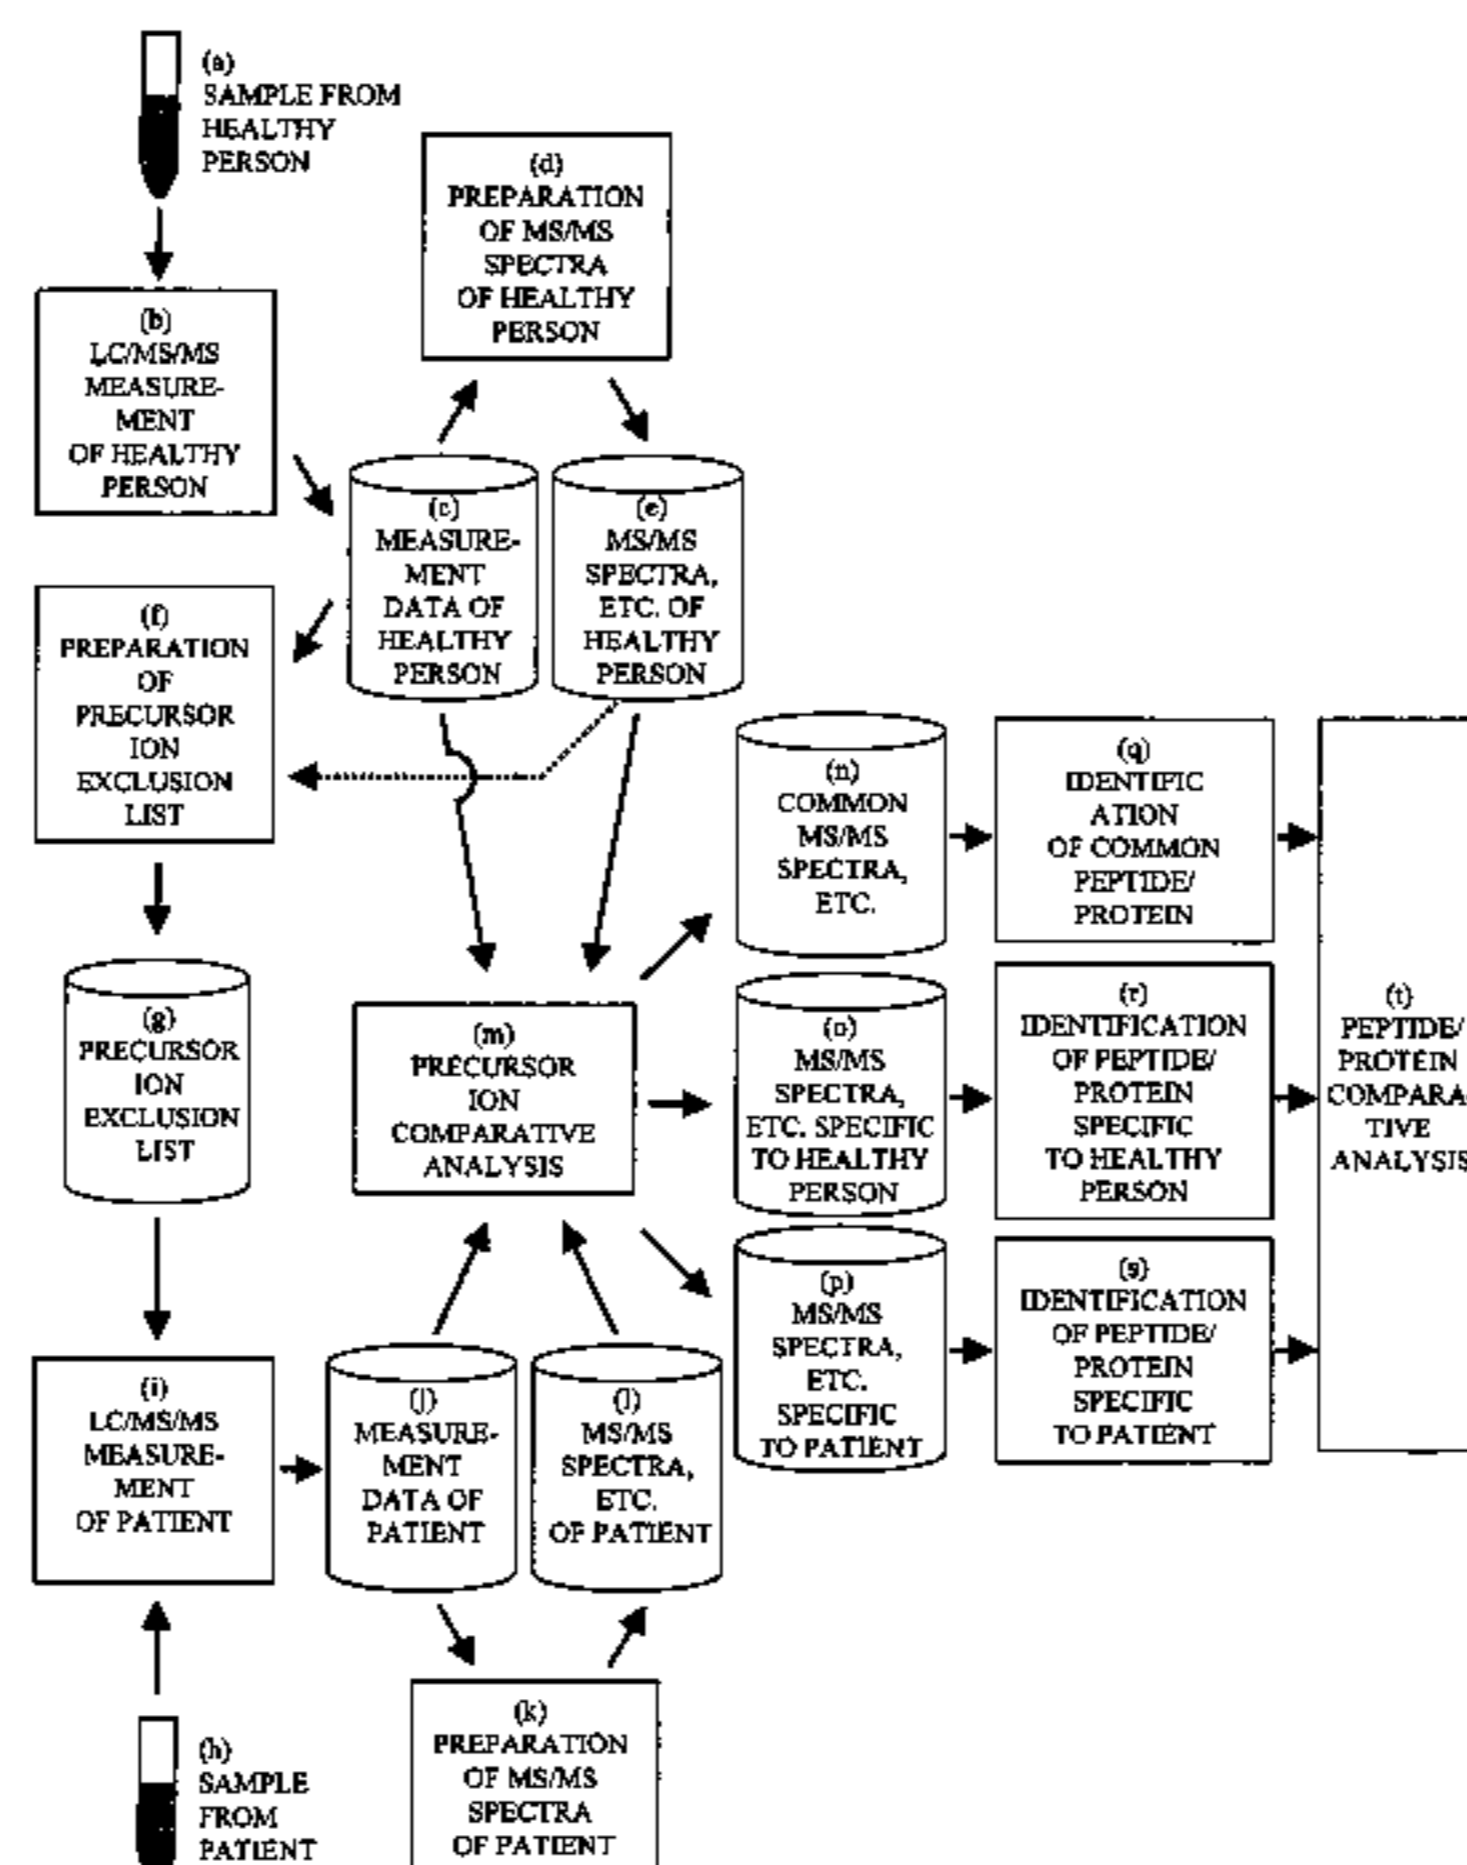 (a)
SAMPLE FROM
HEALTHY
PERSON
(b)
LC/MS/MS
MEASURE-
MENT
OF HEALTHY
PERSON
(c)
MEASURE-
MENT
DATA OF
HEALTHY
PERSON
(d)
PREPARATION
OF MS/MS
SPECTRA
OF HEALTHY
PERSON
(e)
MS/MS
SPECTRA,
ETC. OF
HEALTHY
PERSON
(f)
PREPARATION
OF
PRECURSOR
ION
EXCLUSION
LIST
(g)
PRECURSOR
ION
EXCLUSION
LIST
(h)
SAMPLE
FROM
PATIENT
(i)
LC/MS/MS
MEASURE-
MENT
OF PATIENT
(j)
MEASURE-
MENT
DATA OF
PATIENT
(k)
PREPARATION
OF MS/MS
SPECTRA
OF PATIENT
(l)
MS/MS
SPECTRA,
ETC.
OF PATIENT
(m)
PRECURSOR
ION
COMPARATIVE
ANALYSIS
(n)
COMMON
MS/MS
SPECTRA,
ETC.
(o)
MS/MS
SPECTRA,
ETC. SPECIFIC
TO HEALTHY
PERSON
(p)
MS/MS
SPECTRA,
ETC.
SPECIFIC
TO PATIENT
(q)
IDENTIFIC
ATION
OF COMMON
PEPTIDE/
PROTEIN
(r)
IDENTIFICATION
OF PEPTIDE/
PROTEIN
SPECIFIC
TO HEALTHY
PERSON
(s)
IDENTIFICATION
OF PEPTIDE/
PROTEIN
SPECIFIC
TO PATIENT
(t)
PEPTIDE/
PROTEIN
COMPARA-
TIVE
ANALYSIS